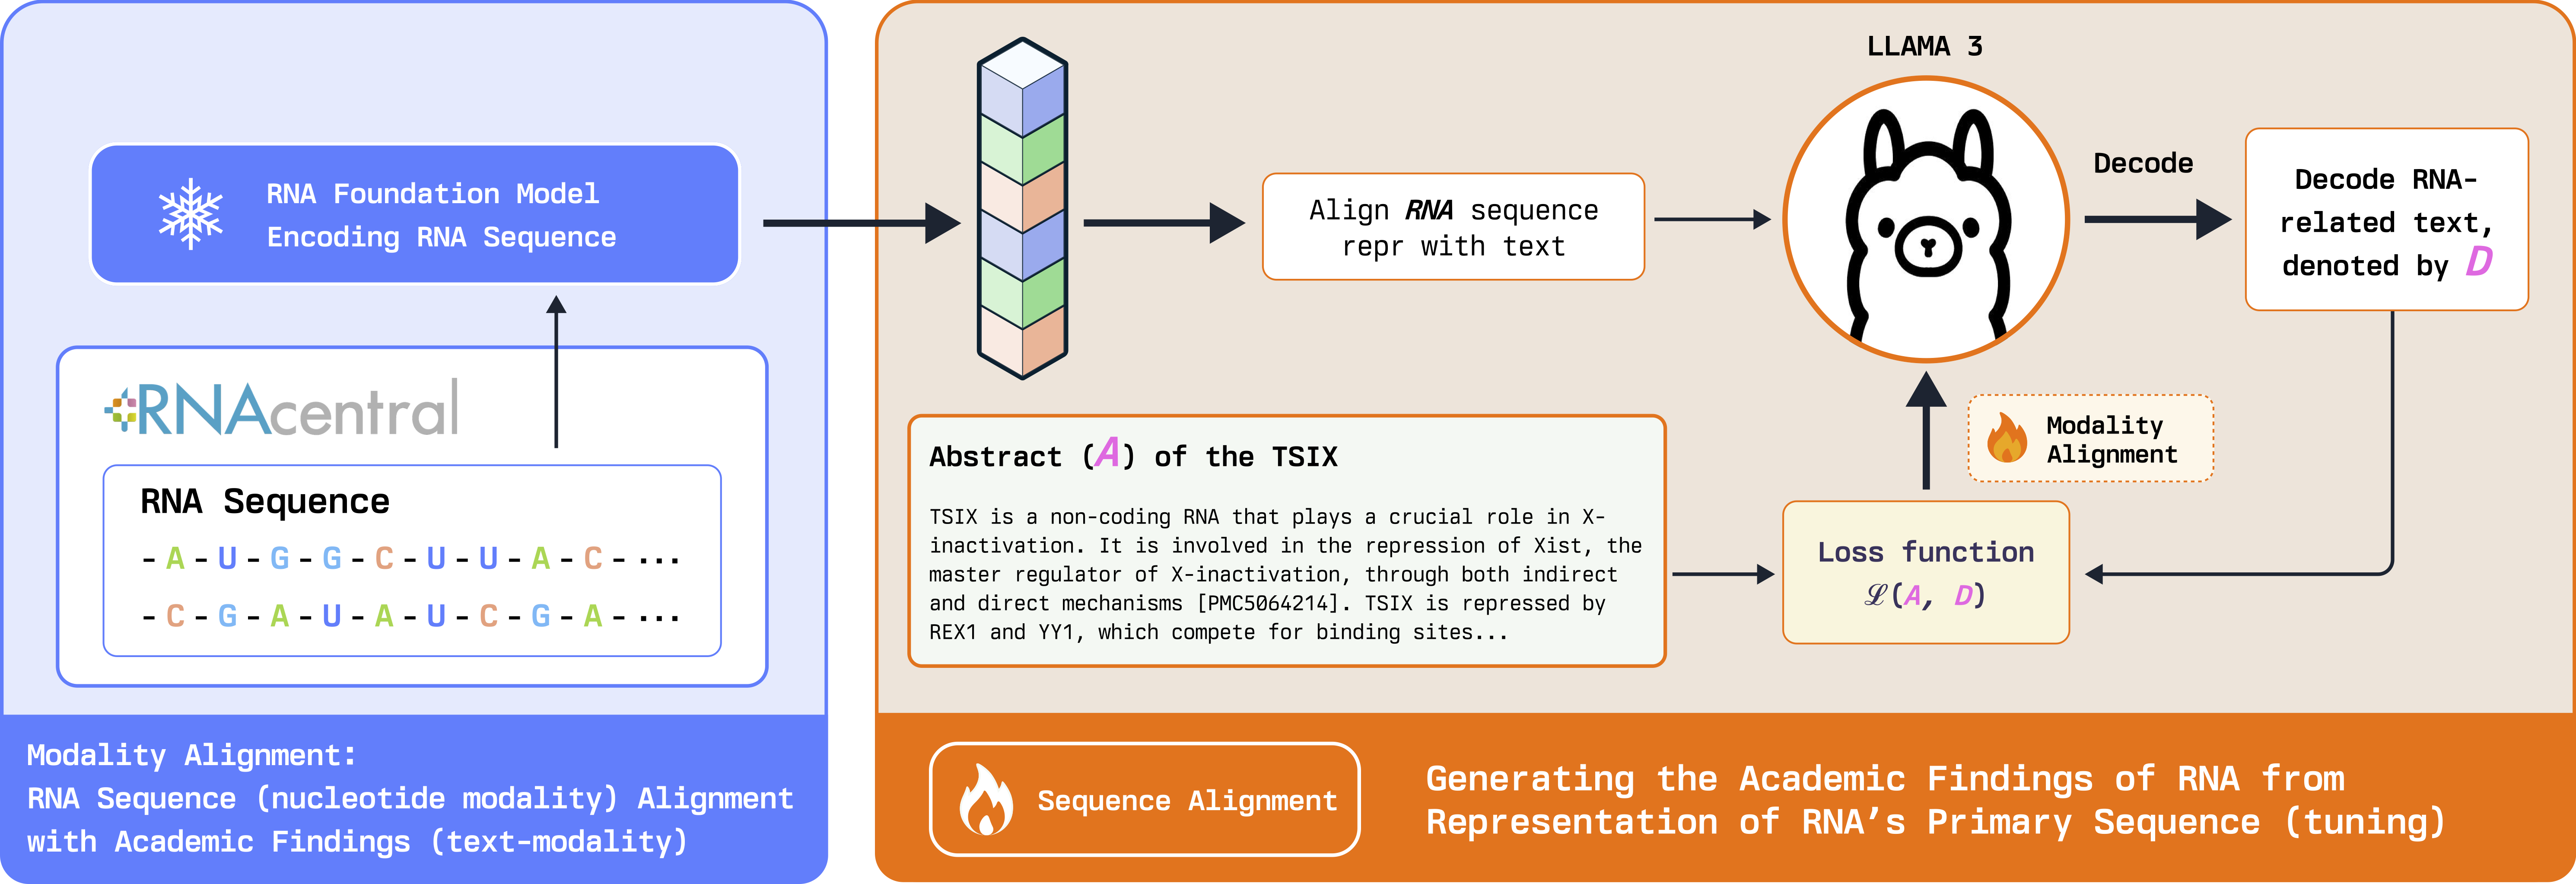 RNA Foundation Model
Encoding RNA Sequence
RNAcentral
RNA Sequence
-A-U-G-G-C-U-U-A-C-···
-C-G-A-U-A-U-C-G-A-···
Modality Alignment:
RNA Sequence (nucleotide modality) Alignment
with Academic Findings (text-modality)
Align RNA sequence
repr with text
LLAMA 3
Decode
Decode RNA-
related text,
denoted by D
Abstract (A) of the TSIX
TSIX is a non-coding RNA that plays a crucial role in X-
inactivation. It is involved in the repression of Xist, the
master regulator of X-inactivation, through both indirect
and direct mechanisms [PMC5064214]. TSIX is repressed by
REX1 and YY1, which compete for binding sites...
Modality
Alignment
Loss function
ℒ(A, D)
Sequence Alignment
Generating the Academic Findings of RNA from
Representation of RNA’s Primary Sequence (tuning)